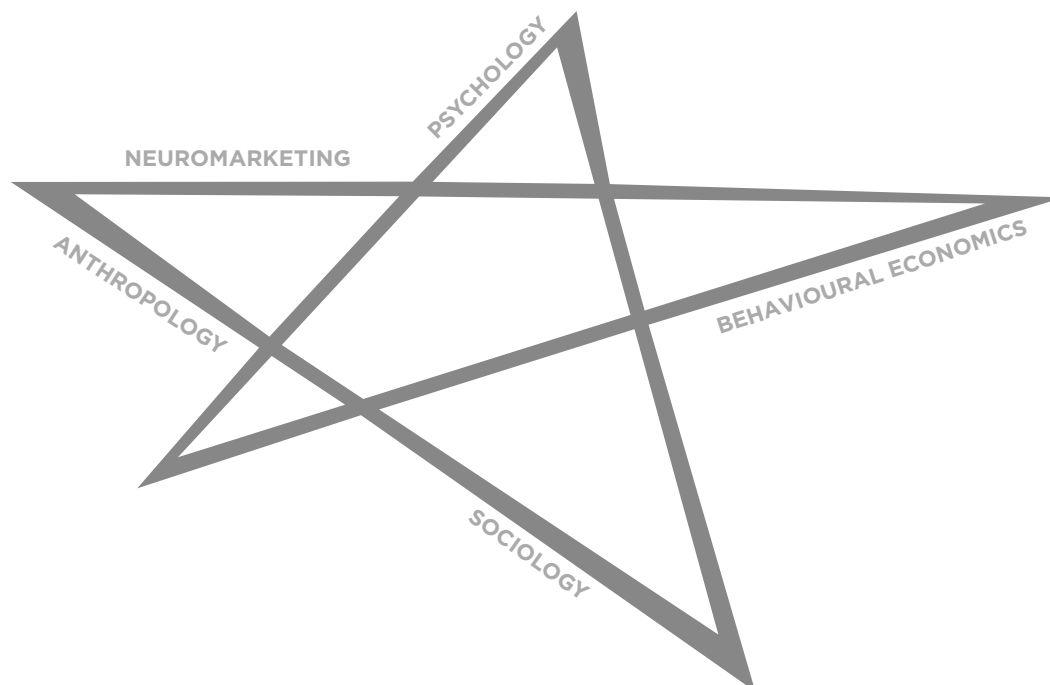 PSYCHOLOGY
NEUROMARKETING
ANTHROPOLOGY
BEHAVIOURAL ECONOMICS
SOCIOLOGY